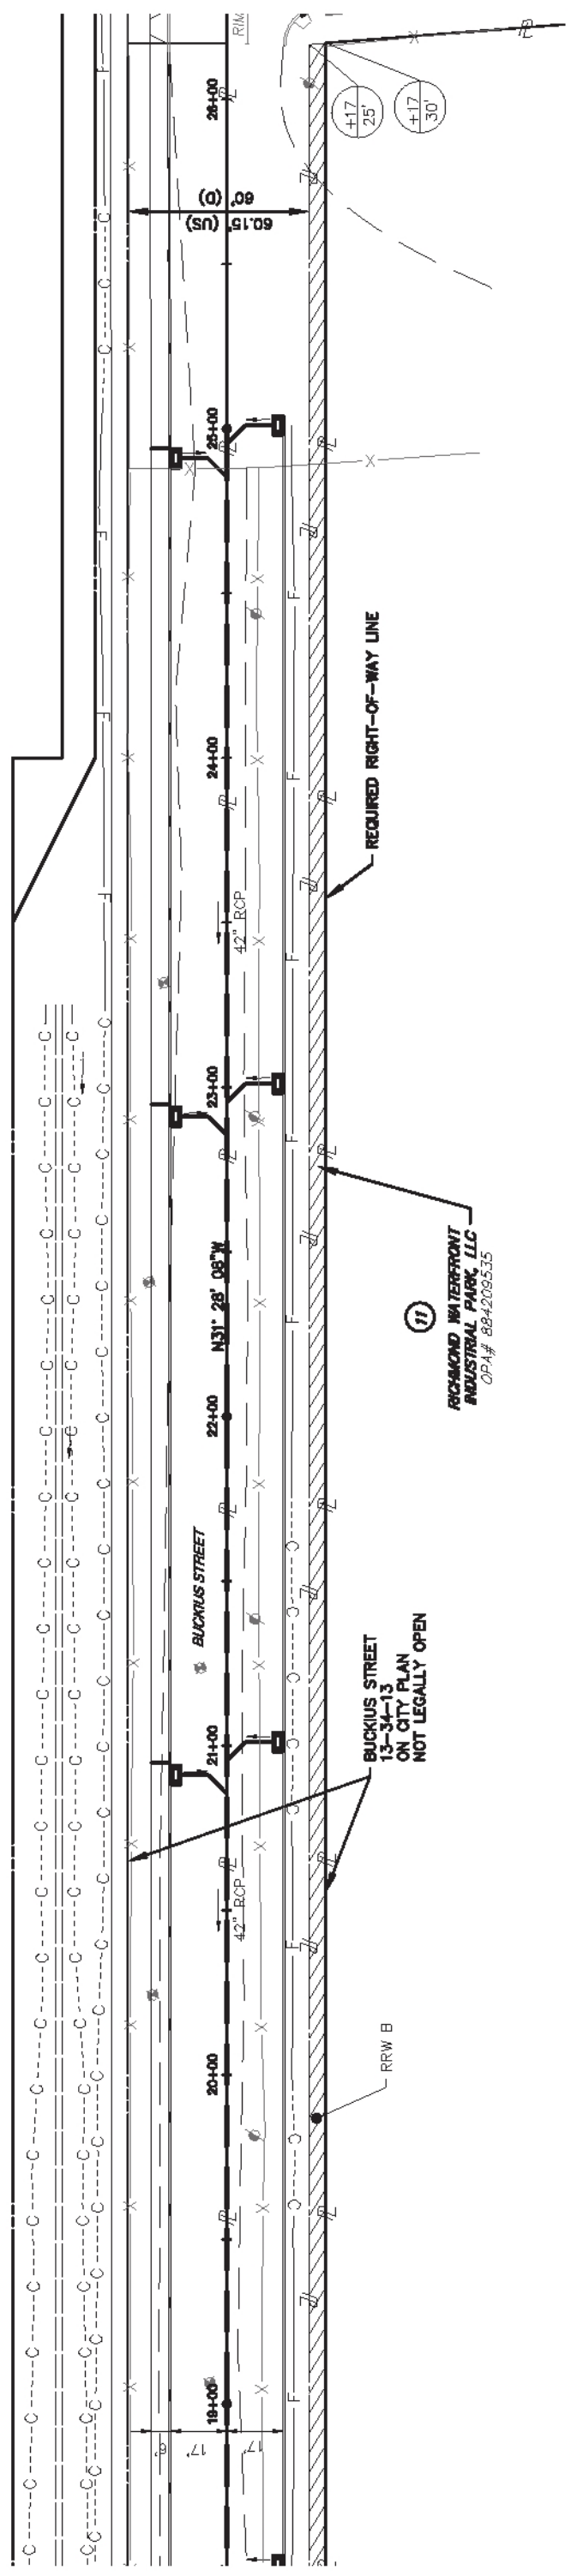 RIM
26+00
+17
25'
+17
30'
60' (D)
60.15' (US)
25+00
24+00
REQUIRED RIGHT-OF-WAY LINE
42" RCP
23+00
N31° 28' 08"W
11
RICHMOND WATERFRONT
INDUSTRIAL PARK, LLC
OPA# 884209535
22+00
BUCKIUS STREET
21+00
BUCKIUS STREET
13-34-13
ON CITY PLAN
NOT LEGALLY OPEN
42" RCP
20+00
RRW B
19+00
6'
17'
17'